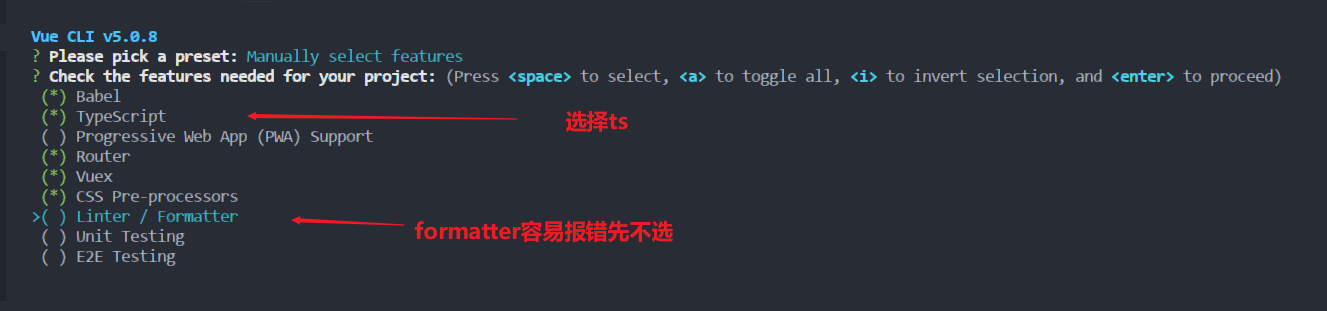 Vue CLI v5.0.8
? Please pick a preset: Manually select features
? Check the features needed for your project: (Press <space> to select, <a> to toggle all, <i> to invert selection, and <enter> to proceed)
(*) Babel
(*) TypeScript
选择ts
( ) Progressive Web App (PWA) Support
(*) Router
(*) Vuex
(*) CSS Pre-processors
>( ) Linter / Formatter
formatter容易报错先不选
( ) Unit Testing
( ) E2E Testing